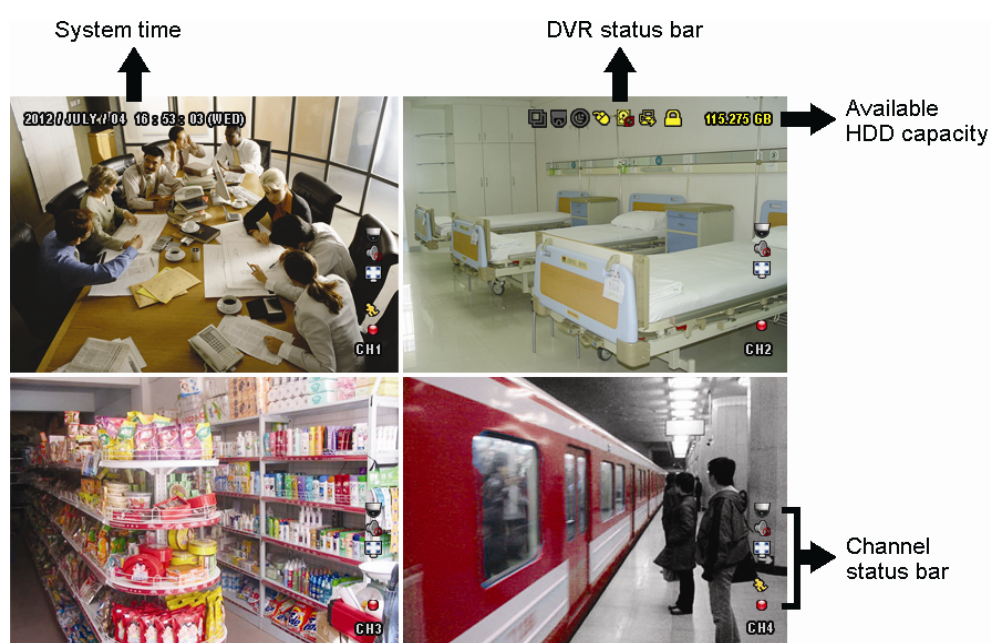 System time
DVR status bar
2012 / JULY / 04 16 : 53 : 03 (WED)
115.275 GB
Available
HDD capacity
CH1
CH2
Channel
status bar
CH3
CH4